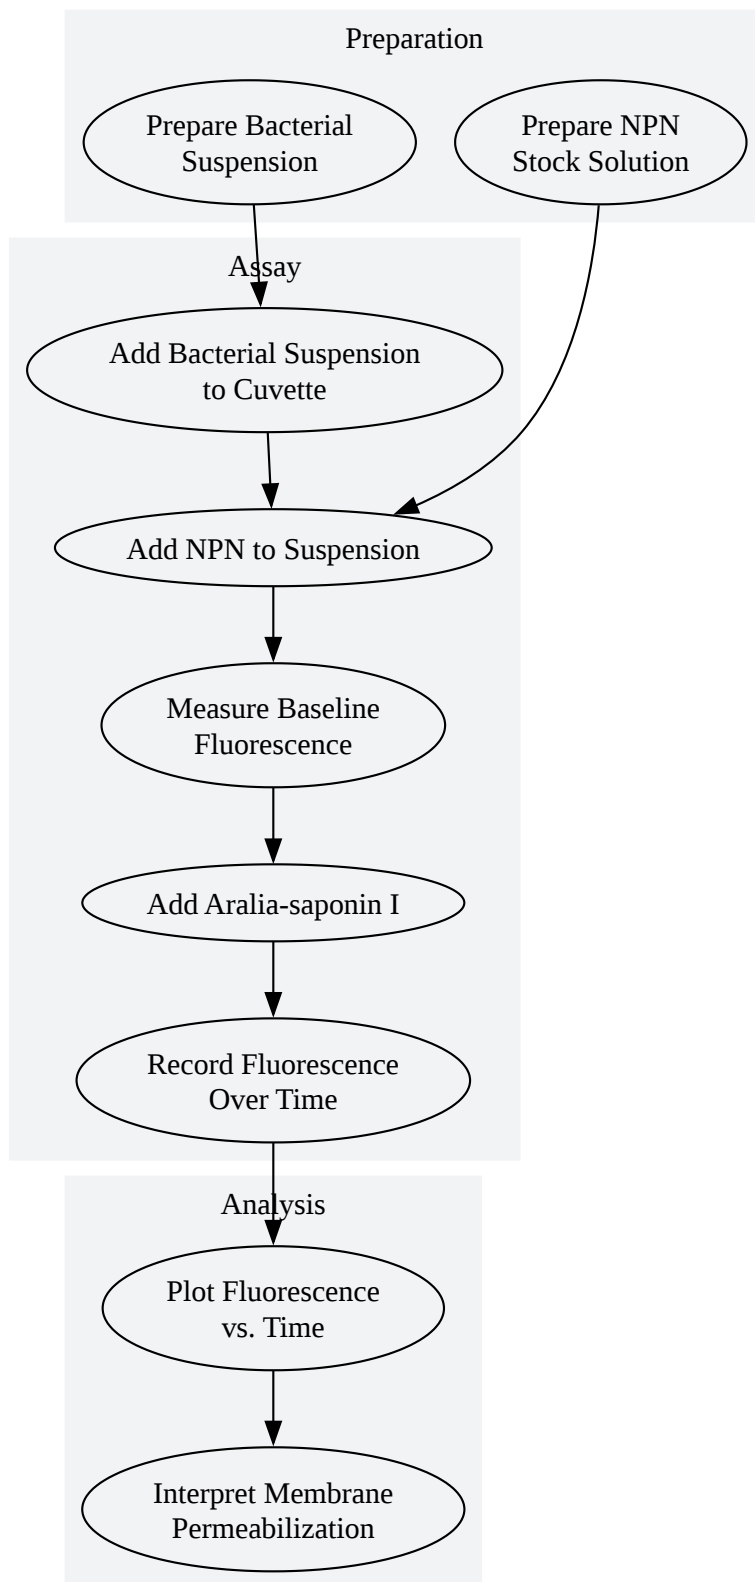 Preparation
Prepare Bacterial
Suspension
Prepare NPN
Stock Solution
Assay
Add Bacterial Suspension
to Cuvette
Add NPN to Suspension
Measure Baseline
Fluorescence
Add Aralia-saponin I
Record Fluorescence
Over Time
Analysis
Plot Fluorescence
vs. Time
Interpret Membrane
Permeabilization